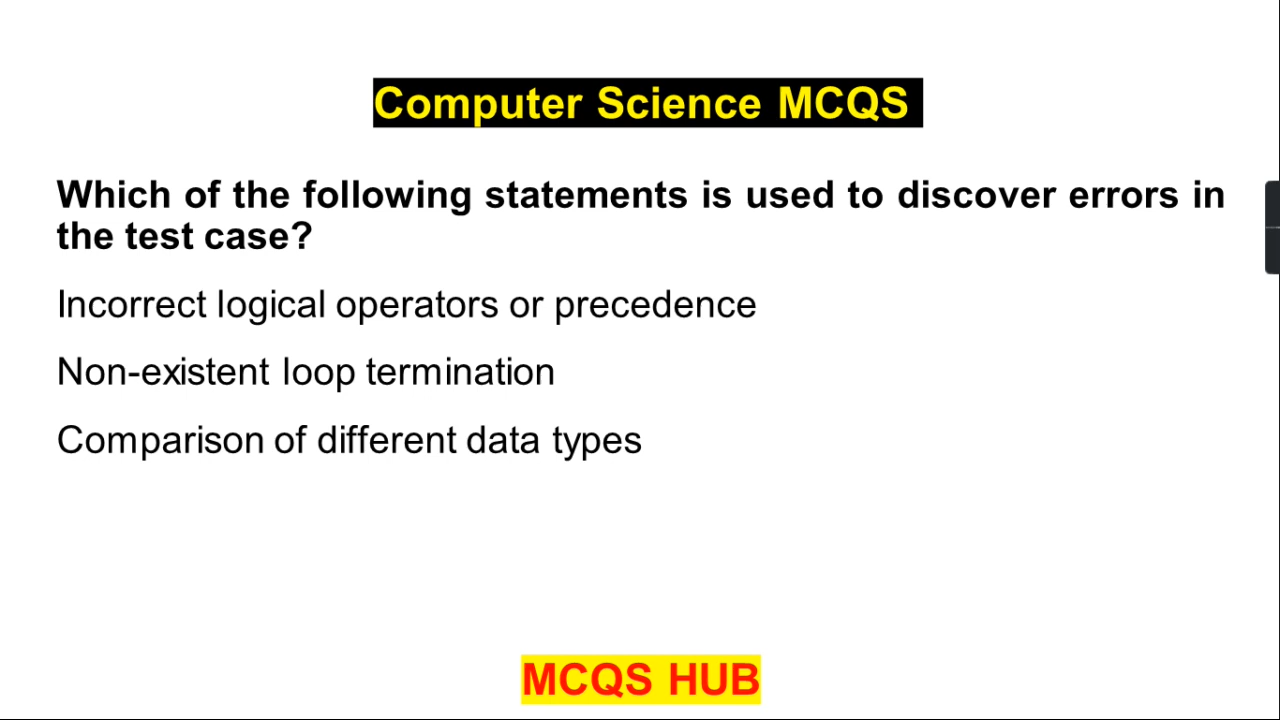 Computer Science MCQS
Which of the following statements is used to discover errors in
the test case?
Incorrect logical operators or precedence
Non-existent loop termination
Comparison of different data types
MCQS HUB